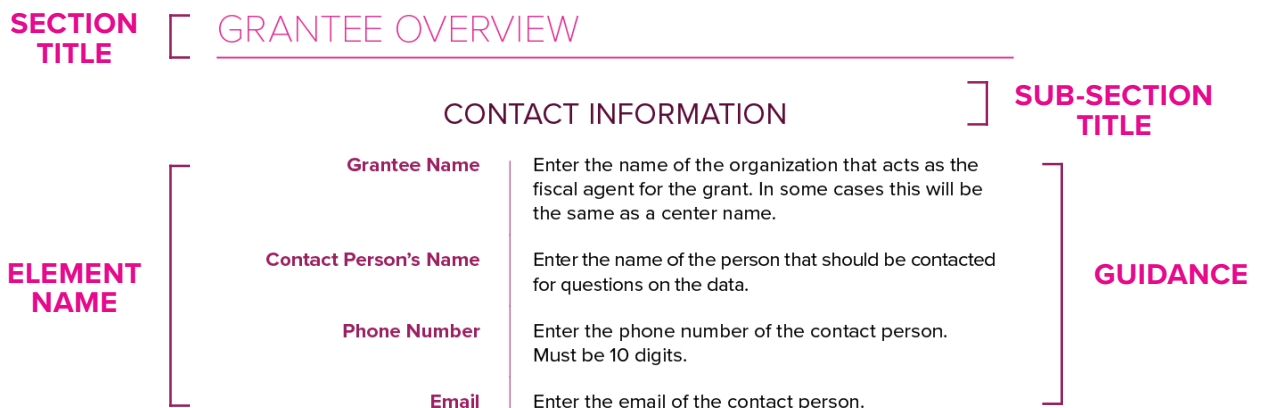 SECTION
TITLE
GRANTEE OVERVIEW
SUB-SECTION
TITLE
CONTACT INFORMATION
ELEMENT
NAME
Grantee Name
Enter the name of the organization that acts as the
fiscal agent for the grant. In some cases this will be
the same as a center name.
Contact Person’s Name
Enter the name of the person that should be contacted
for questions on the data.
Phone Number
Enter the phone number of the contact person.
Must be 10 digits.
Email
Enter the email of the contact person.
GUIDANCE